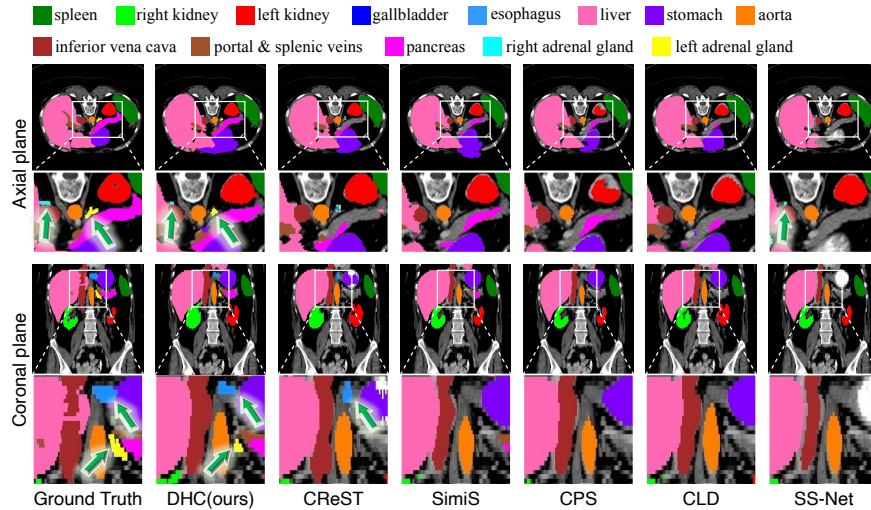 spleen right kidney left kidney gallbladder esophagus liver stomach aorta
inferior vena cava portal & splenic veins pancreas right adrenal gland left adrenal gland
Axial plane
Coronal plane
Ground Truth DHC(ours) CReST SimiS CPS CLD SS-Net